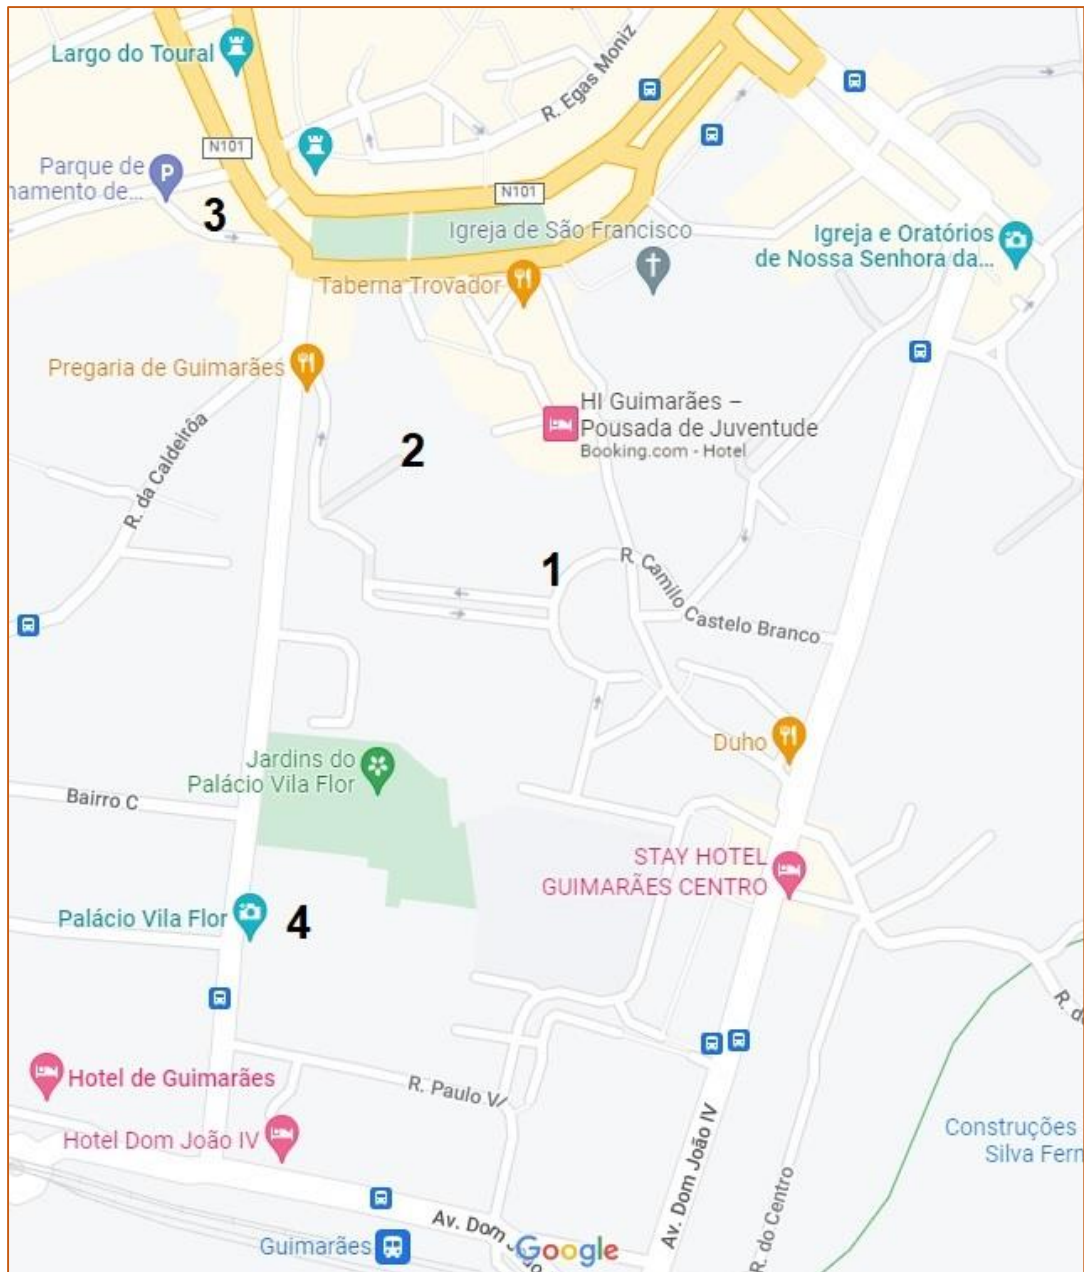 Largo do Toural
R. Egas Moniz
N101
Parque de
namento de...
3
N101
Igreja de São Francisco
Igreja e Oratórios
de Nossa Senhora da...
Taberna Trovador
Pregaria de Guimarães
HI Guimarães –
Pousada de Juventude
Booking.com - Hotel
2
R. da Caldeirôa
1
R. Camilo Castelo Branco
Duho
Jardins do
Palácio Vila Flor
Bairro C
STAY HOTEL
GUIMARÃES CENTRO
Palácio Vila Flor
4
R. do
Hotel de Guimarães
R. Paulo V
Hotel Dom João IV
Construções
Silva Fern
Av. Dom João IV
R. do Centro
Av. Dom João
Guimarães
Google